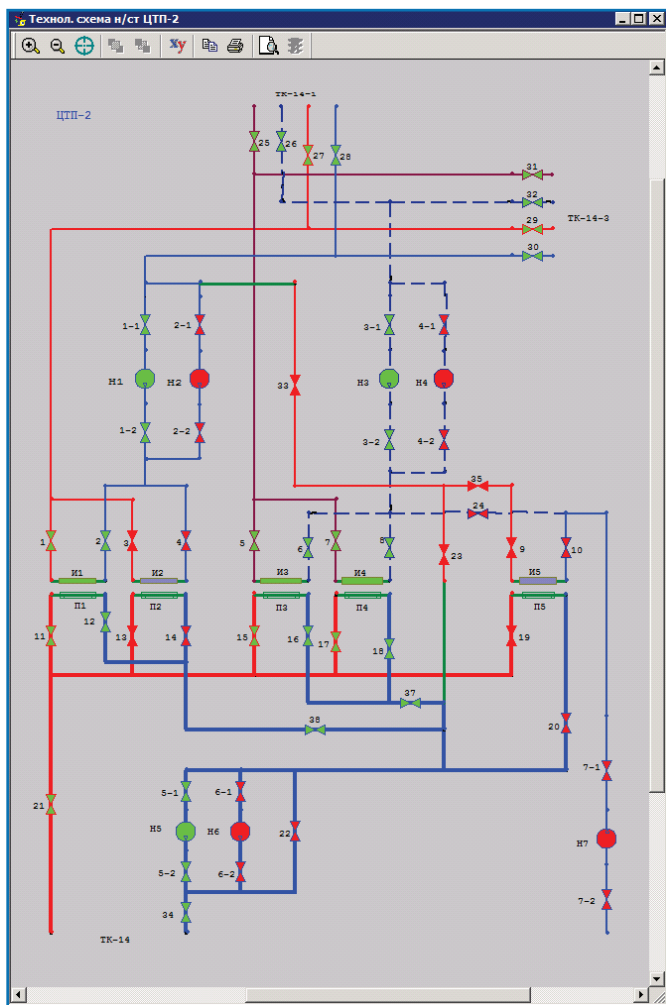 Технол. схема н/ст ЦТП-2
xy
ТК-14-1
ЦТП-2
25 26 27 28
31
32
29 ТК-14-3
30
1-1 2-1 3-1 4-1
Н1 Н2 33 Н3 Н4
1-2 2-2 3-2 4-2
35
24
1 2 3 4 5 6 7 8 23 9 10
И1 И2 И3 И4 И5
П1 П2 П3 П4 П5
12
11 13 14 15 16 17 18 19
37
38 20
7-1
5-1 6-1
21
Н5 Н6 22 Н7
5-2 6-2
7-2
34
ТК-14